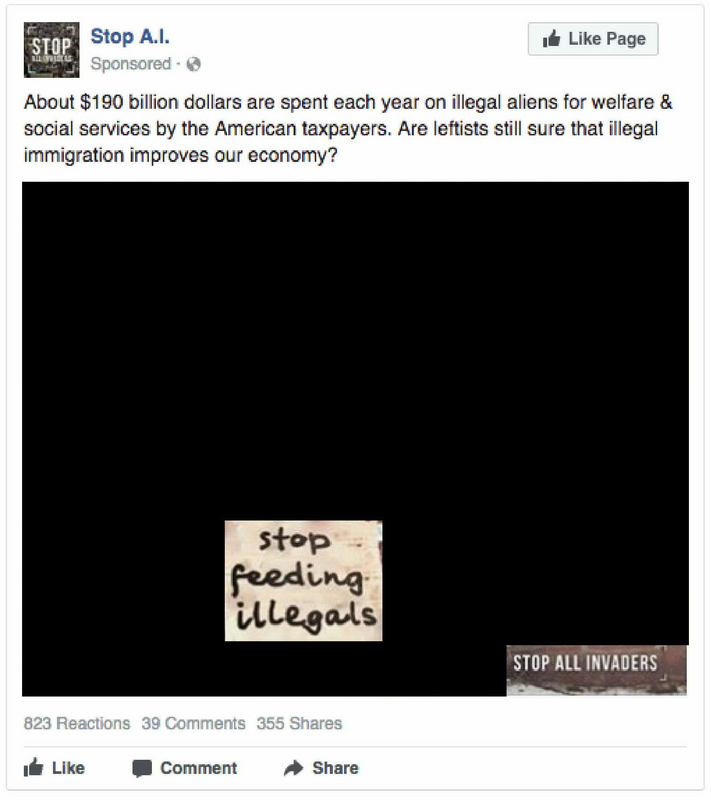 STOP
ALL INVADERS
Stop A.I.
Sponsored ·
Like Page
About $190 billion dollars are spent each year on illegal aliens for welfare &
social services by the American taxpayers. Are leftists still sure that illegal
immigration improves our economy?
stop
feeding
illegals
STOP ALL INVADERS
823 Reactions 39 Comments 355 Shares
Like Comment Share